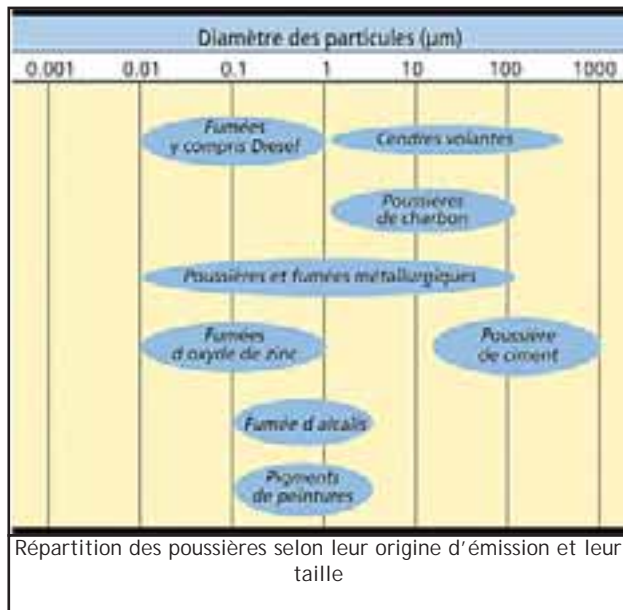 Diamètre des particules (µm)
0.001 0.01 0.1 1 10 100 1000
Fumées
y compris Diesel
Cendres volantes
Poussières
de charbon
Poussières et fumées métallurgiques
Fumées
d oxyde de zinc
Poussière
de ciment
Fumée d alcalis
Pigments
de peintures
Répartition des poussières selon leur origine d’émission et leur
taille